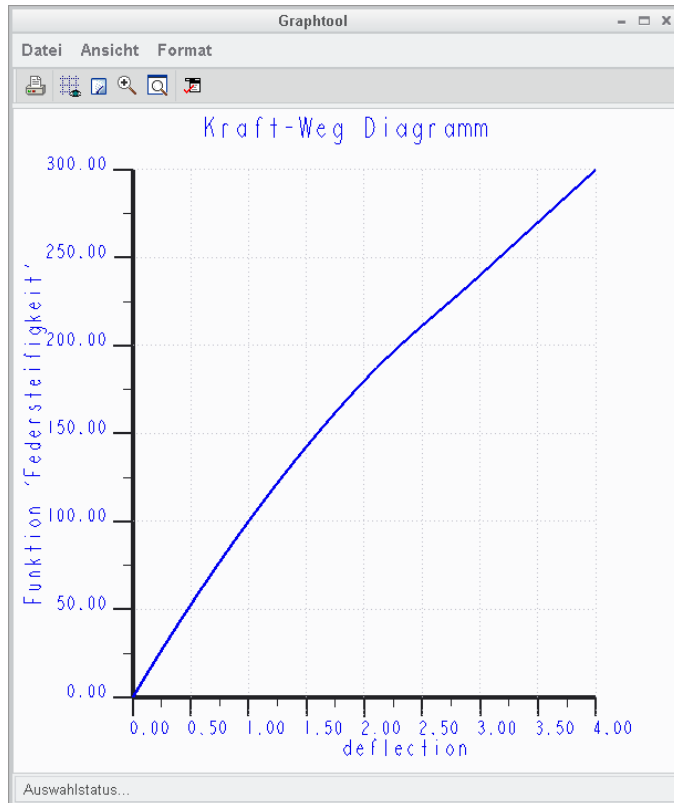 Graphtool
Datei Ansicht Format
Kraft-Weg Diagramm
300.00
250.00
200.00
150.00
100.00
50.00
0.00
Funktion 'Federsteifigkeit'
0.00 0.50 1.00 1.50 2.00 2.50 3.00 3.50 4.00
deflection
Auswahlstatus...